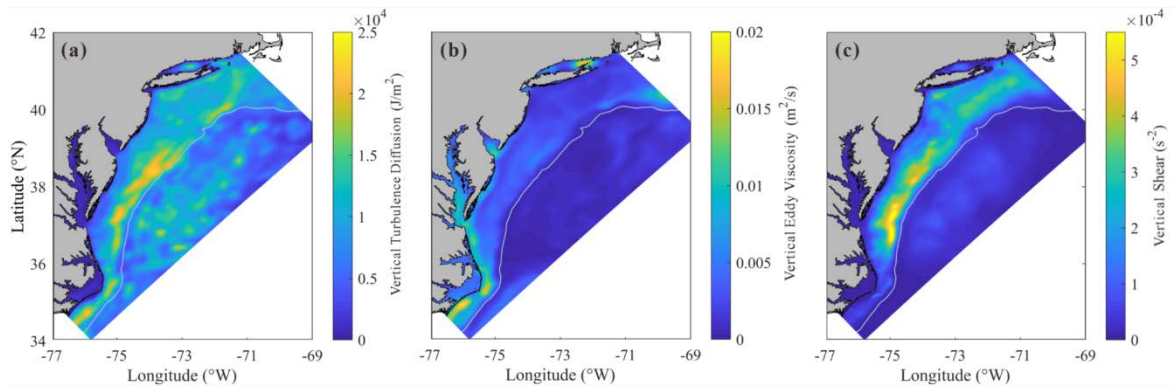 ×10⁴
×10⁻⁴
42
40
38
36
34
Latitude (°N)
(a)
2.5
2
1.5
1
0.5
0
Vertical Turbulence Diffusion (J/m²)
(b)
0.02
0.015
0.01
0.005
0
Vertical Eddy Viscosity (m²/s)
(c)
5
4
3
2
1
0
Vertical Shear (s⁻²)
-77 -75 -73 -71 -69
-77 -75 -73 -71 -69
-77 -75 -73 -71 -69
Longitude (°W)
Longitude (°W)
Longitude (°W)